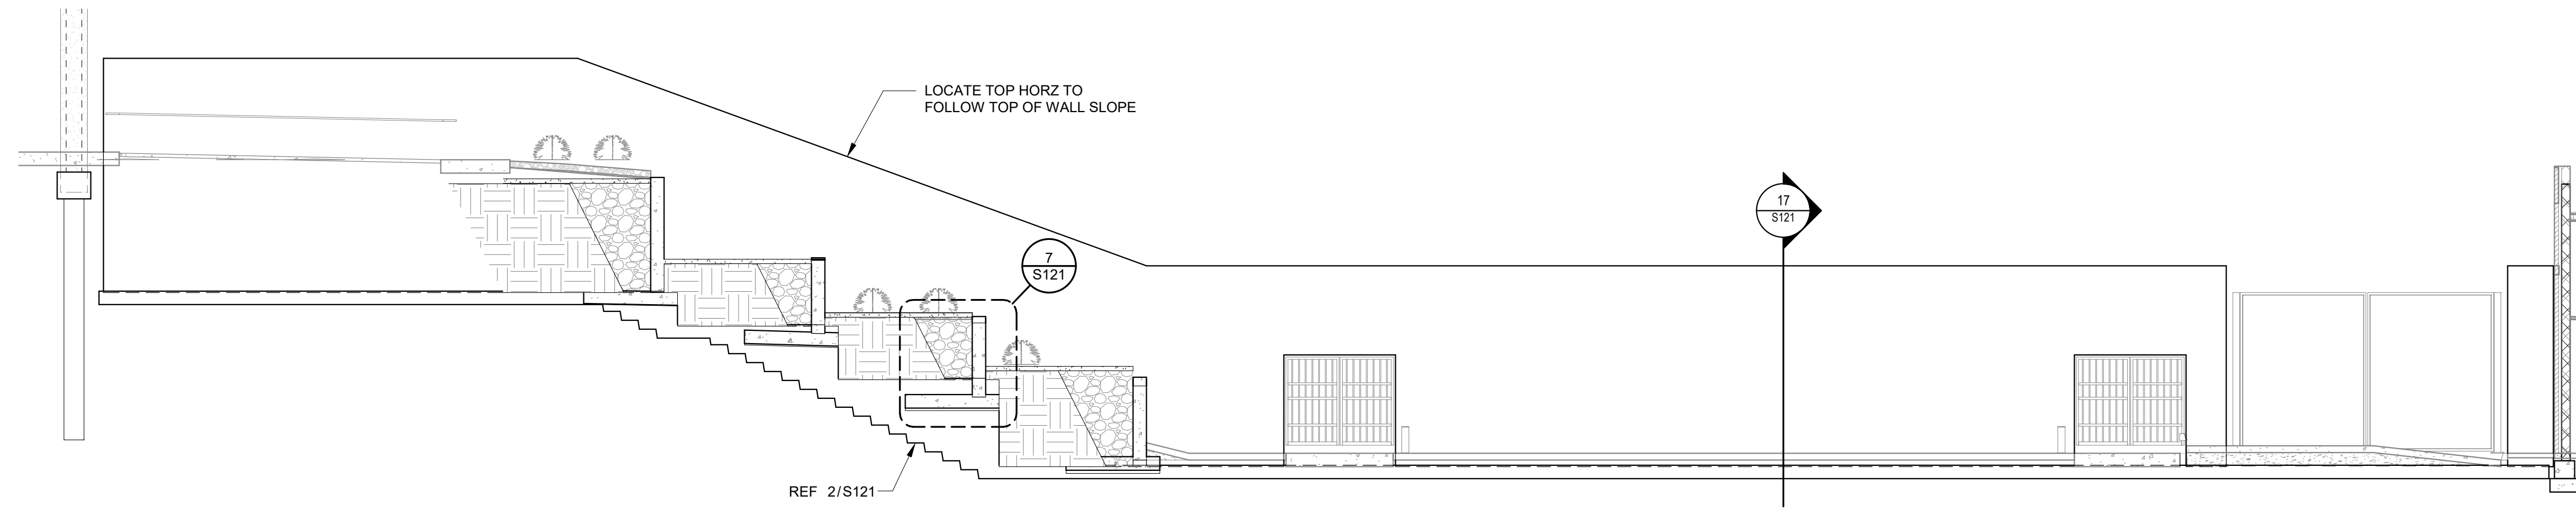 LOCATE TOP HORZ TO
FOLLOW TOP OF WALL SLOPE
17
S121
7
S121
REF 2/S121